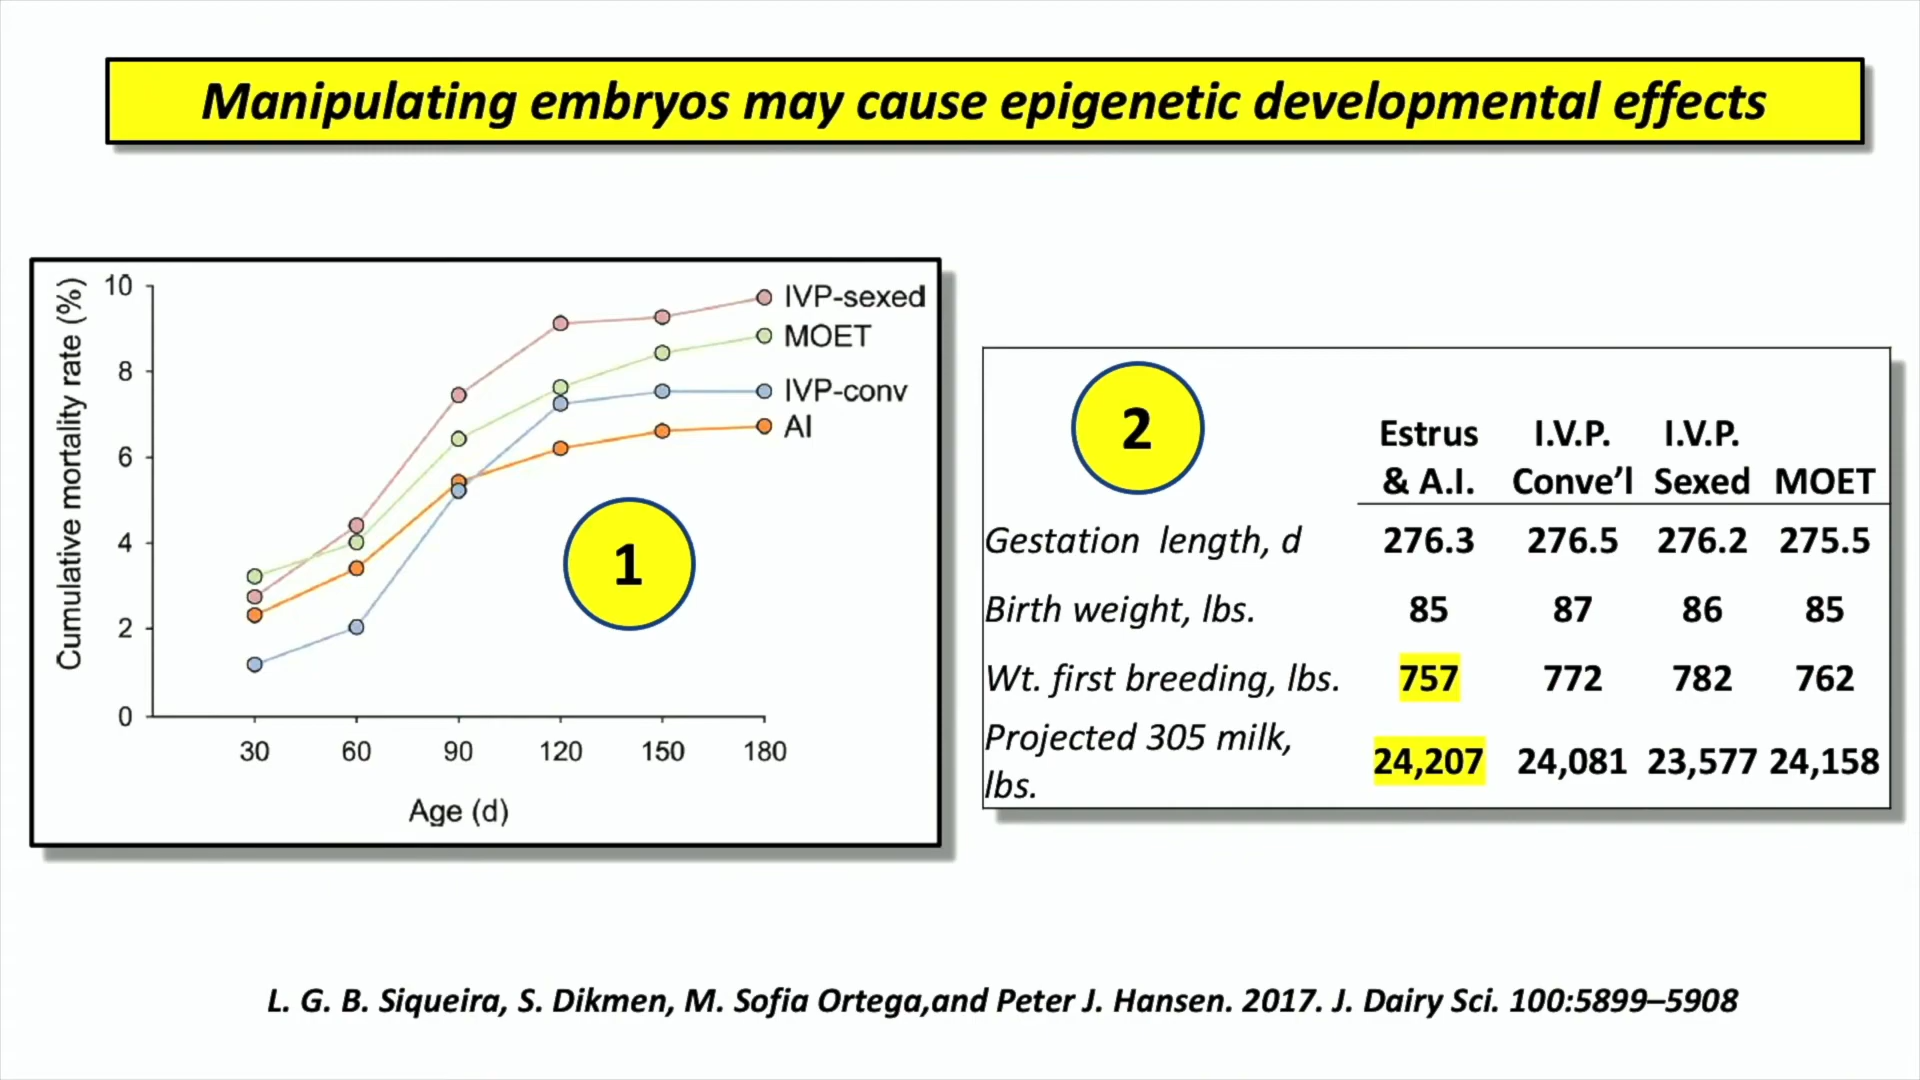 Manipulating embryos may cause epigenetic developmental effects
Cumulative mortality rate (%)
10
8
6
4
2
0
30 60 90 120 150 180
Age (d)
IVP-sexed
MOET
IVP-conv
AI
1
2
Estrus & A.I. I.V.P. Conve'l I.V.P. Sexed MOET
Gestation length, d 276.3 276.5 276.2 275.5
Birth weight, lbs. 85 87 86 85
Wt. first breeding, lbs. 757 772 782 762
Projected 305 milk, lbs. 24,207 24,081 23,577 24,158
L. G. B. Siqueira, S. Dikmen, M. Sofia Ortega,and Peter J. Hansen. 2017. J. Dairy Sci. 100:5899–5908